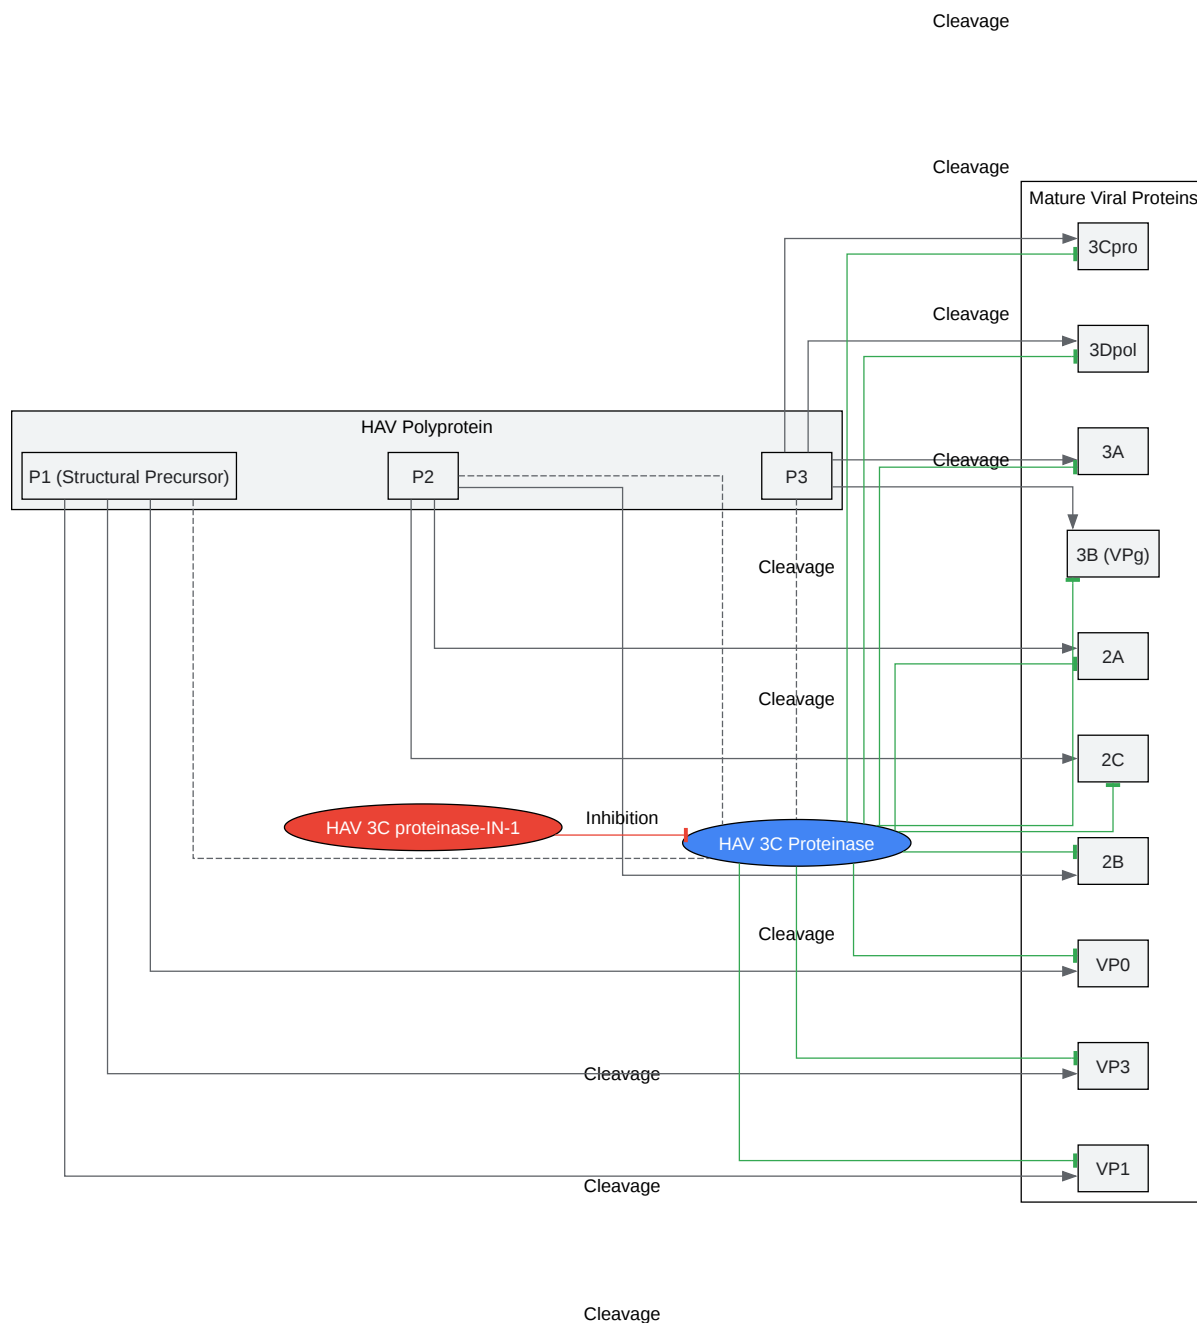 Cleavage
Cleavage
Mature Viral Proteins
3Cpro
Cleavage
3Dpol
HAV Polyprotein
3A
Cleavage
P1 (Structural Precursor)
P2
P3
3B (VPg)
Cleavage
2A
Cleavage
2C
Inhibition
HAV 3C proteinase-IN-1
HAV 3C Proteinase
2B
Cleavage
VP0
VP3
Cleavage
VP1
Cleavage
Cleavage